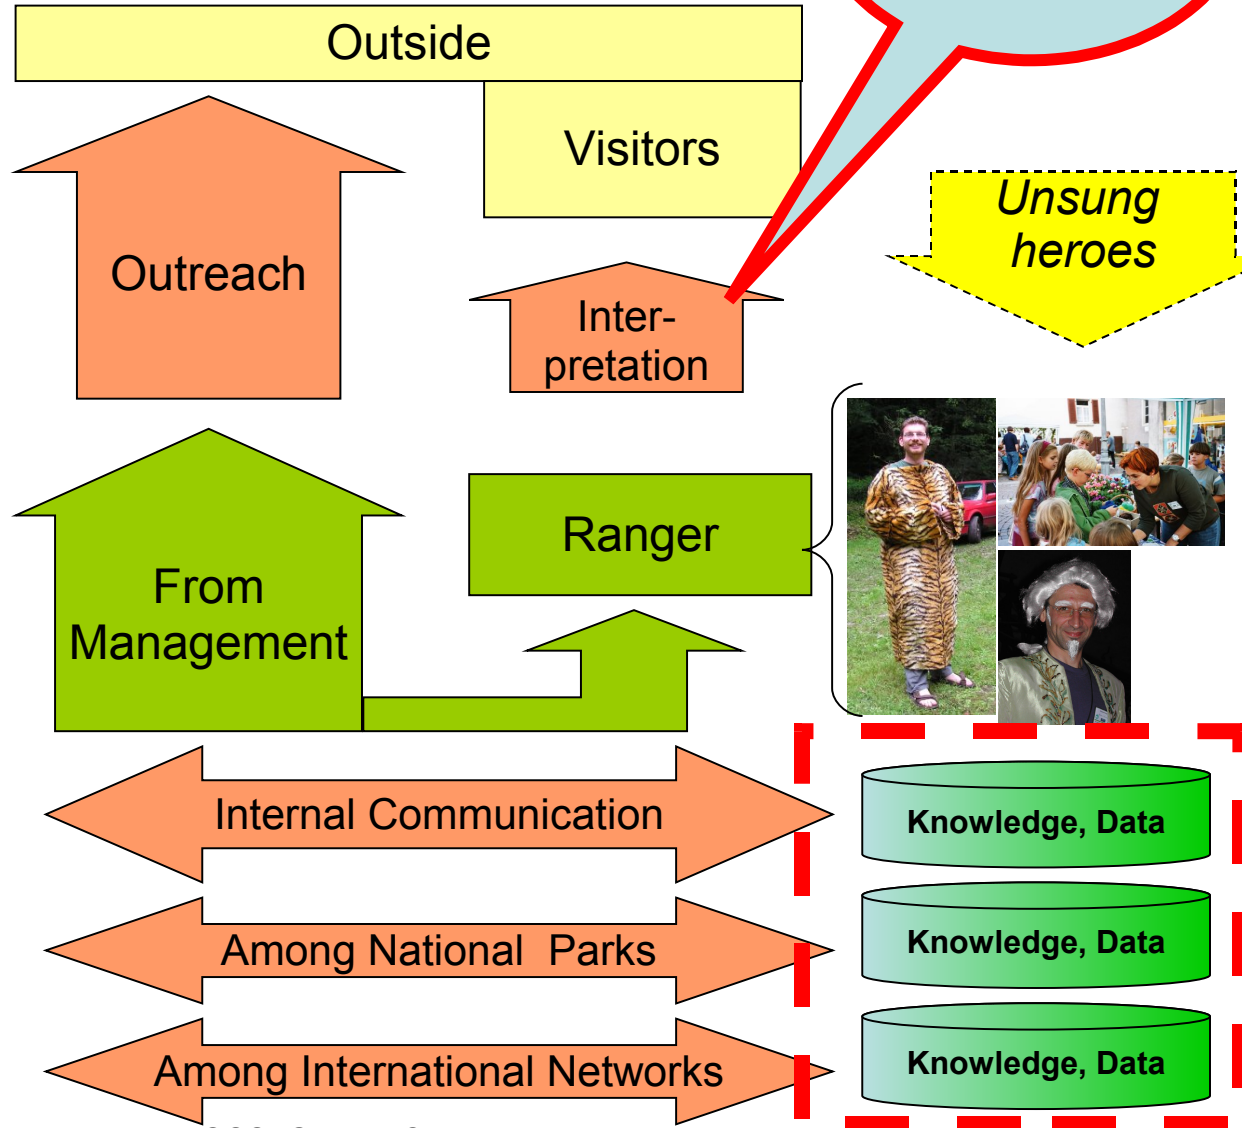 Outside
Visitors
Unsung
heroes
Outreach
Inter-
pretation
Ranger
From
Management
Internal Communication
Knowledge, Data
Among National Parks
Knowledge, Data
Among International Networks
Knowledge, Data